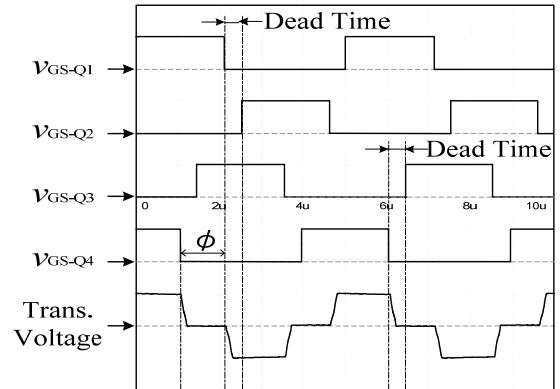 Dead Time
vGS-Q1
vGS-Q2
Dead Time
vGS-Q3
0 2u 4u 6u 8u 10u
vGS-Q4
ϕ
Trans.
Voltage